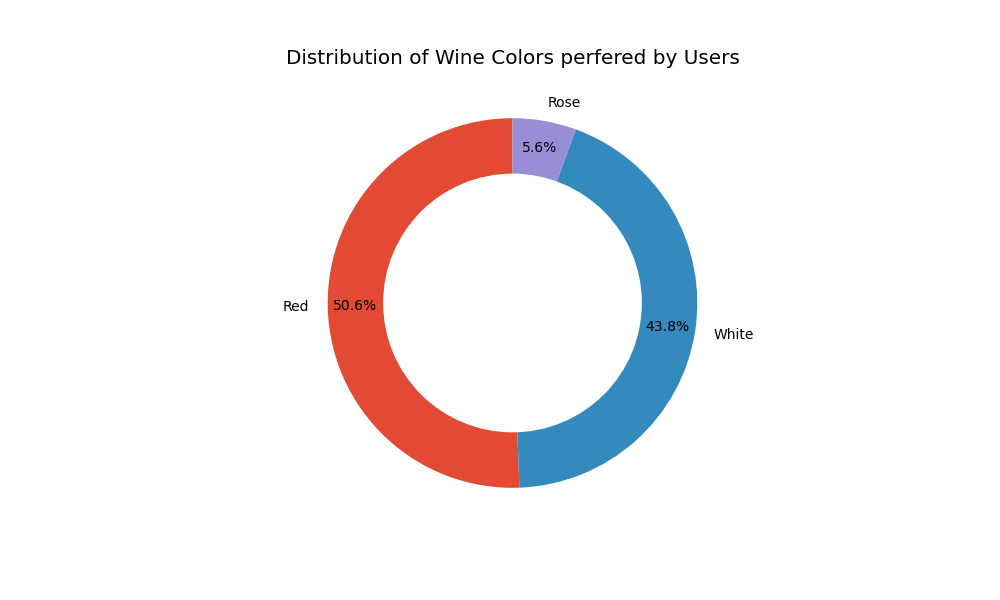 Distribution of Wine Colors perfered by Users
Rose
5.6%
Red
50.6%
43.8%
White